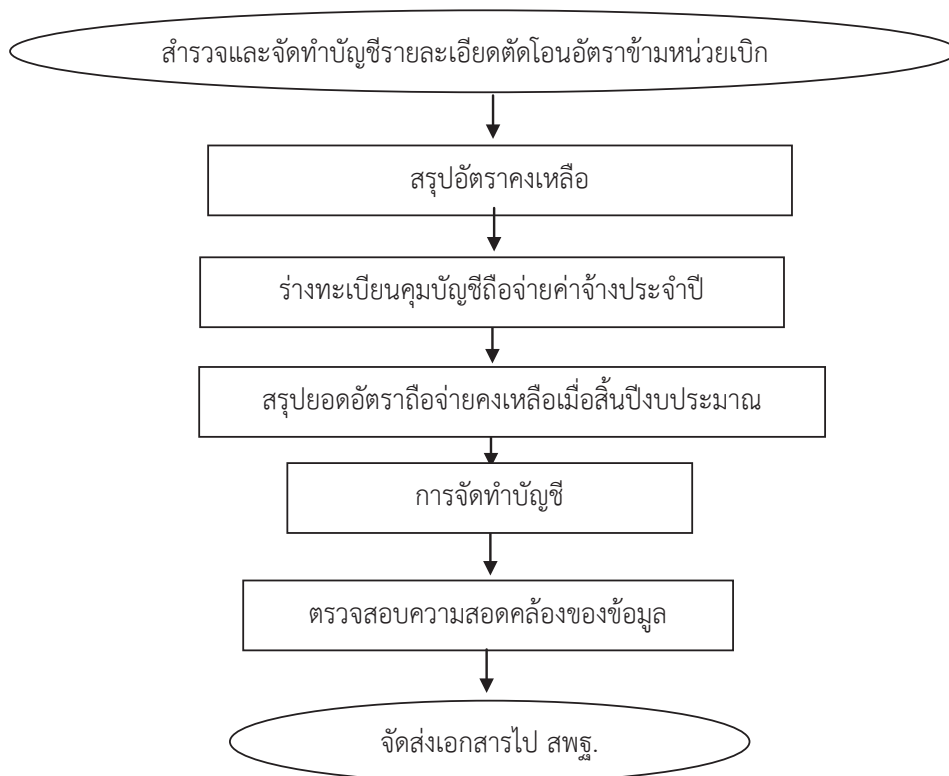 สำรวจและจัดทำบัญชีรายละเอียดตัดโอนอัตราข้ามหน่วยเบิก
สรุปอัตราคงเหลือ
ร่างทะเบียนคุมบัญชีถือจ่ายค่าจ้างประจำปี
สรุปยอดอัตราถือจ่ายคงเหลือเมื่อสิ้นปีงบประมาณ
การจัดทำบัญชี
ตรวจสอบความสอดคล้องของข้อมูล
จัดส่งเอกสารไป สพฐ.